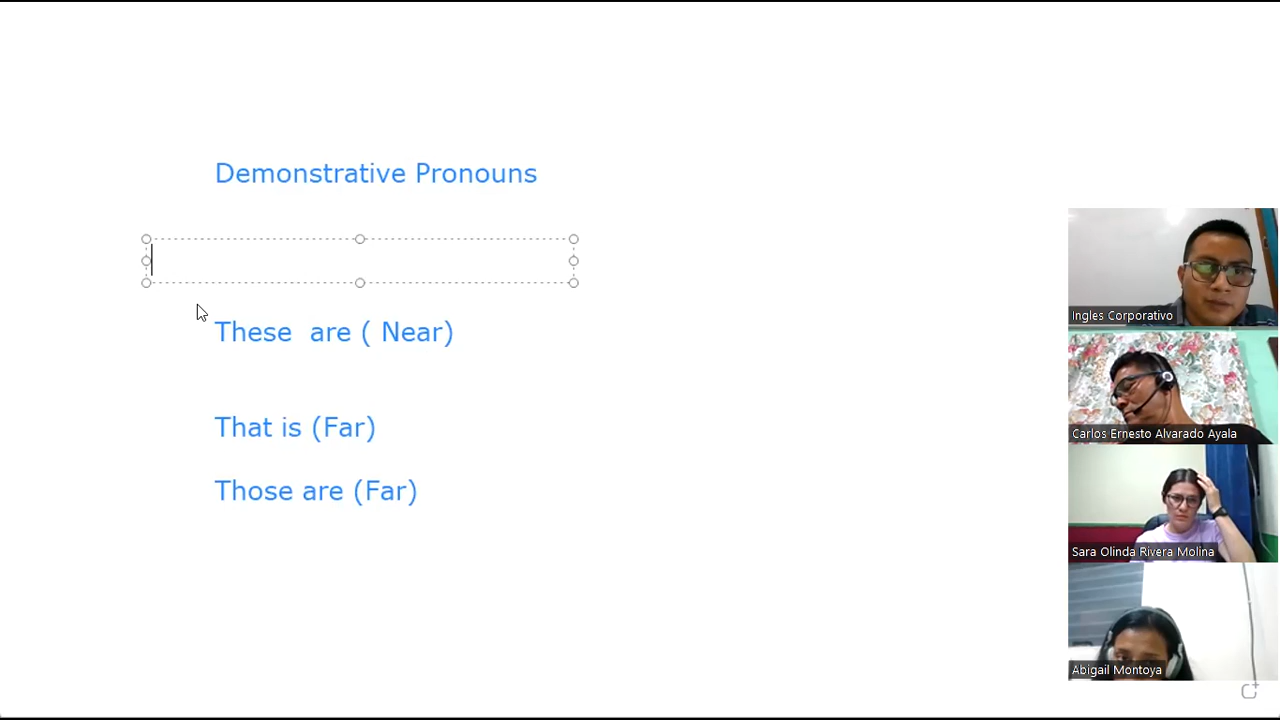 Demonstrative Pronouns
These  are ( Near)
That is (Far)
Those are (Far)
Ingles Corporativo
Carlos Ernesto Alvarado Ayala
Sara Olinda Rivera Molina
Abigail Montoya